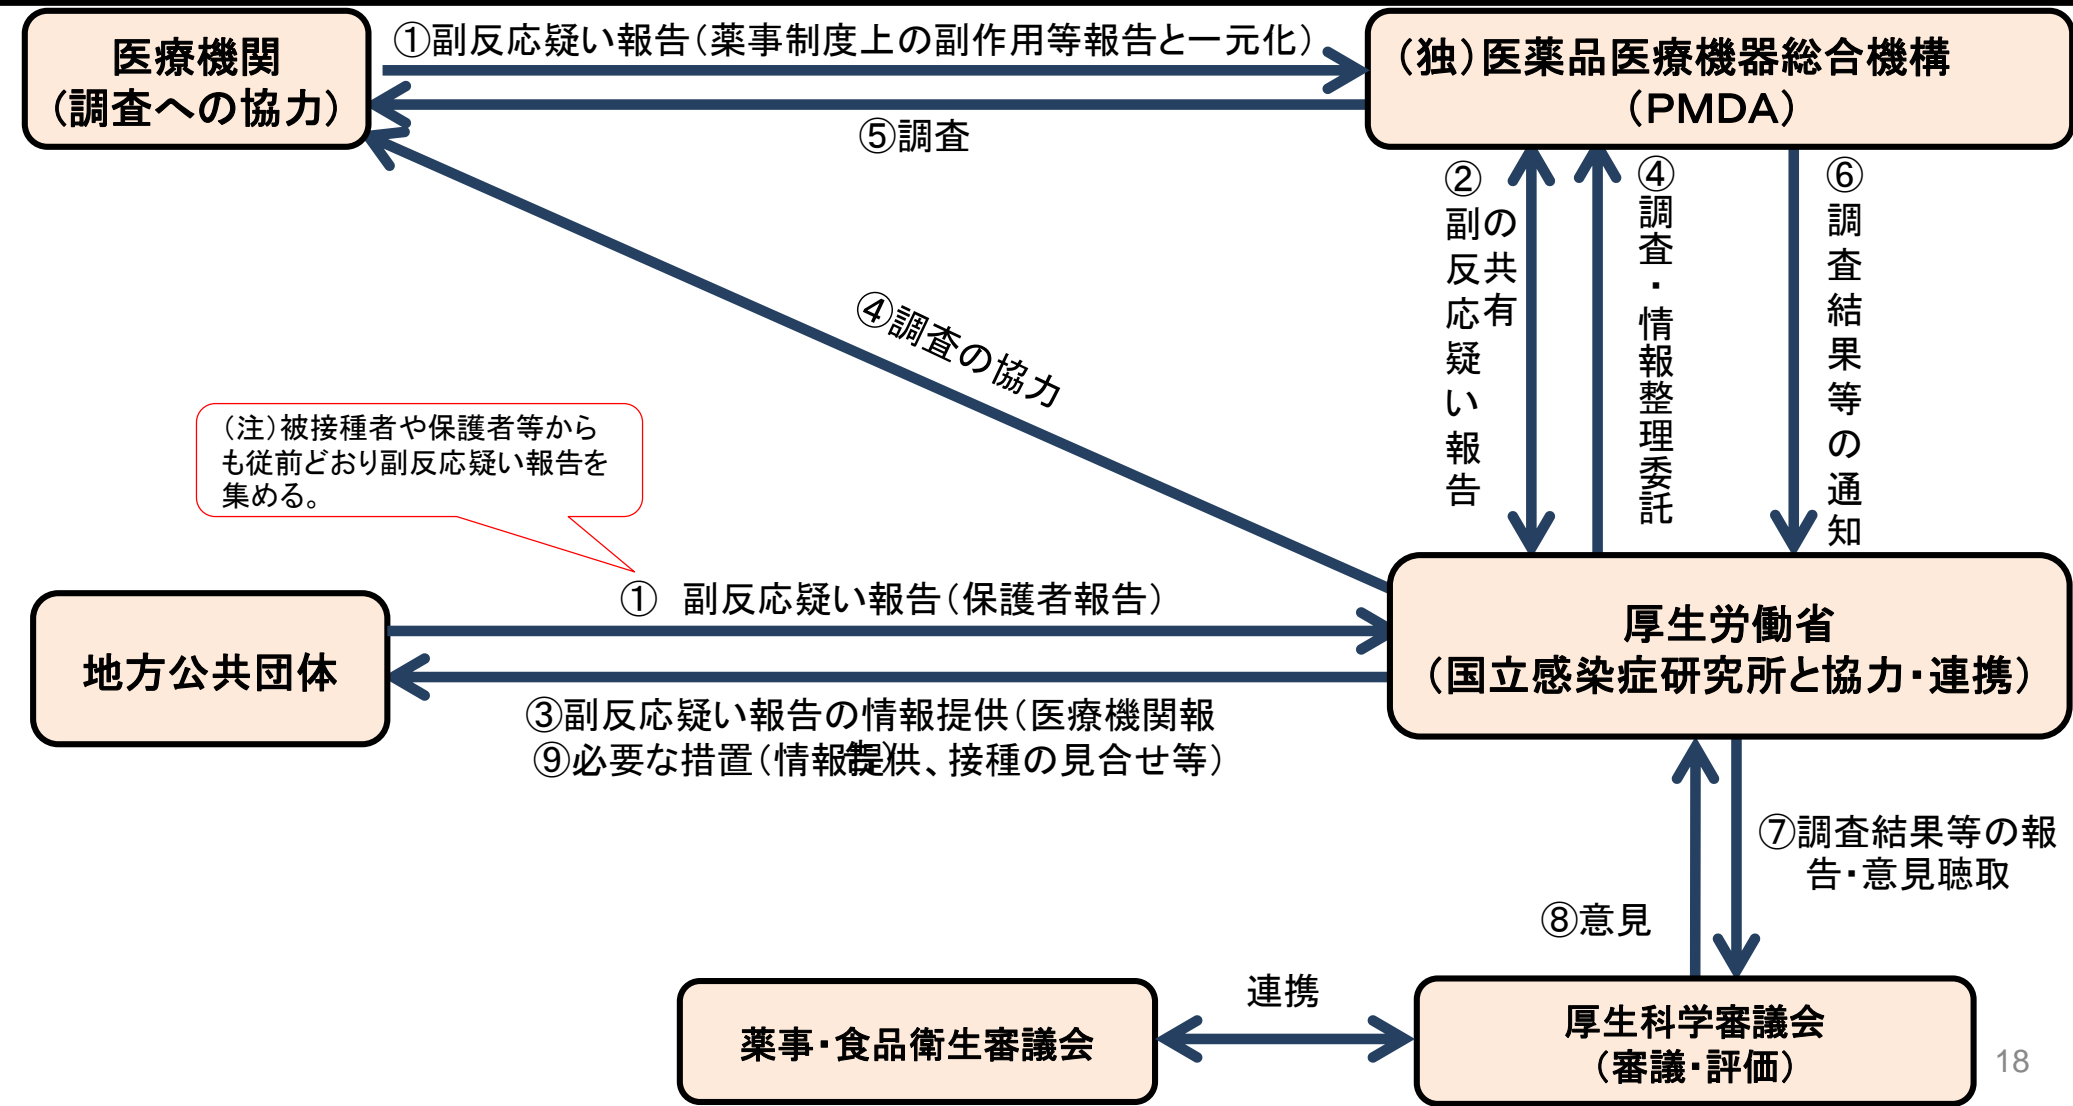 医療機関
(調査への協力)
①副反応疑い報告(薬事制度上の副作用等報告と一元化)
(独)医薬品医療機器総合機構
(PMDA)
⑤調査
②副反応疑い報告
の共有
④調査・情報整理委託
⑥調査結果等の通知
④調査の協力
(注)被接種者や保護者等から
も従前どおり副反応疑い報告を
集める。
① 副反応疑い報告(保護者報告)
地方公共団体
厚生労働省
(国立感染症研究所と協力・連携)
③副反応疑い報告の情報提供(医療機関報
告)
⑨必要な措置(情報提供、接種の見合せ等)
⑦調査結果等の報
告・意見聴取
⑧意見
連携
薬事・食品衛生審議会
厚生科学審議会
(審議・評価)
18